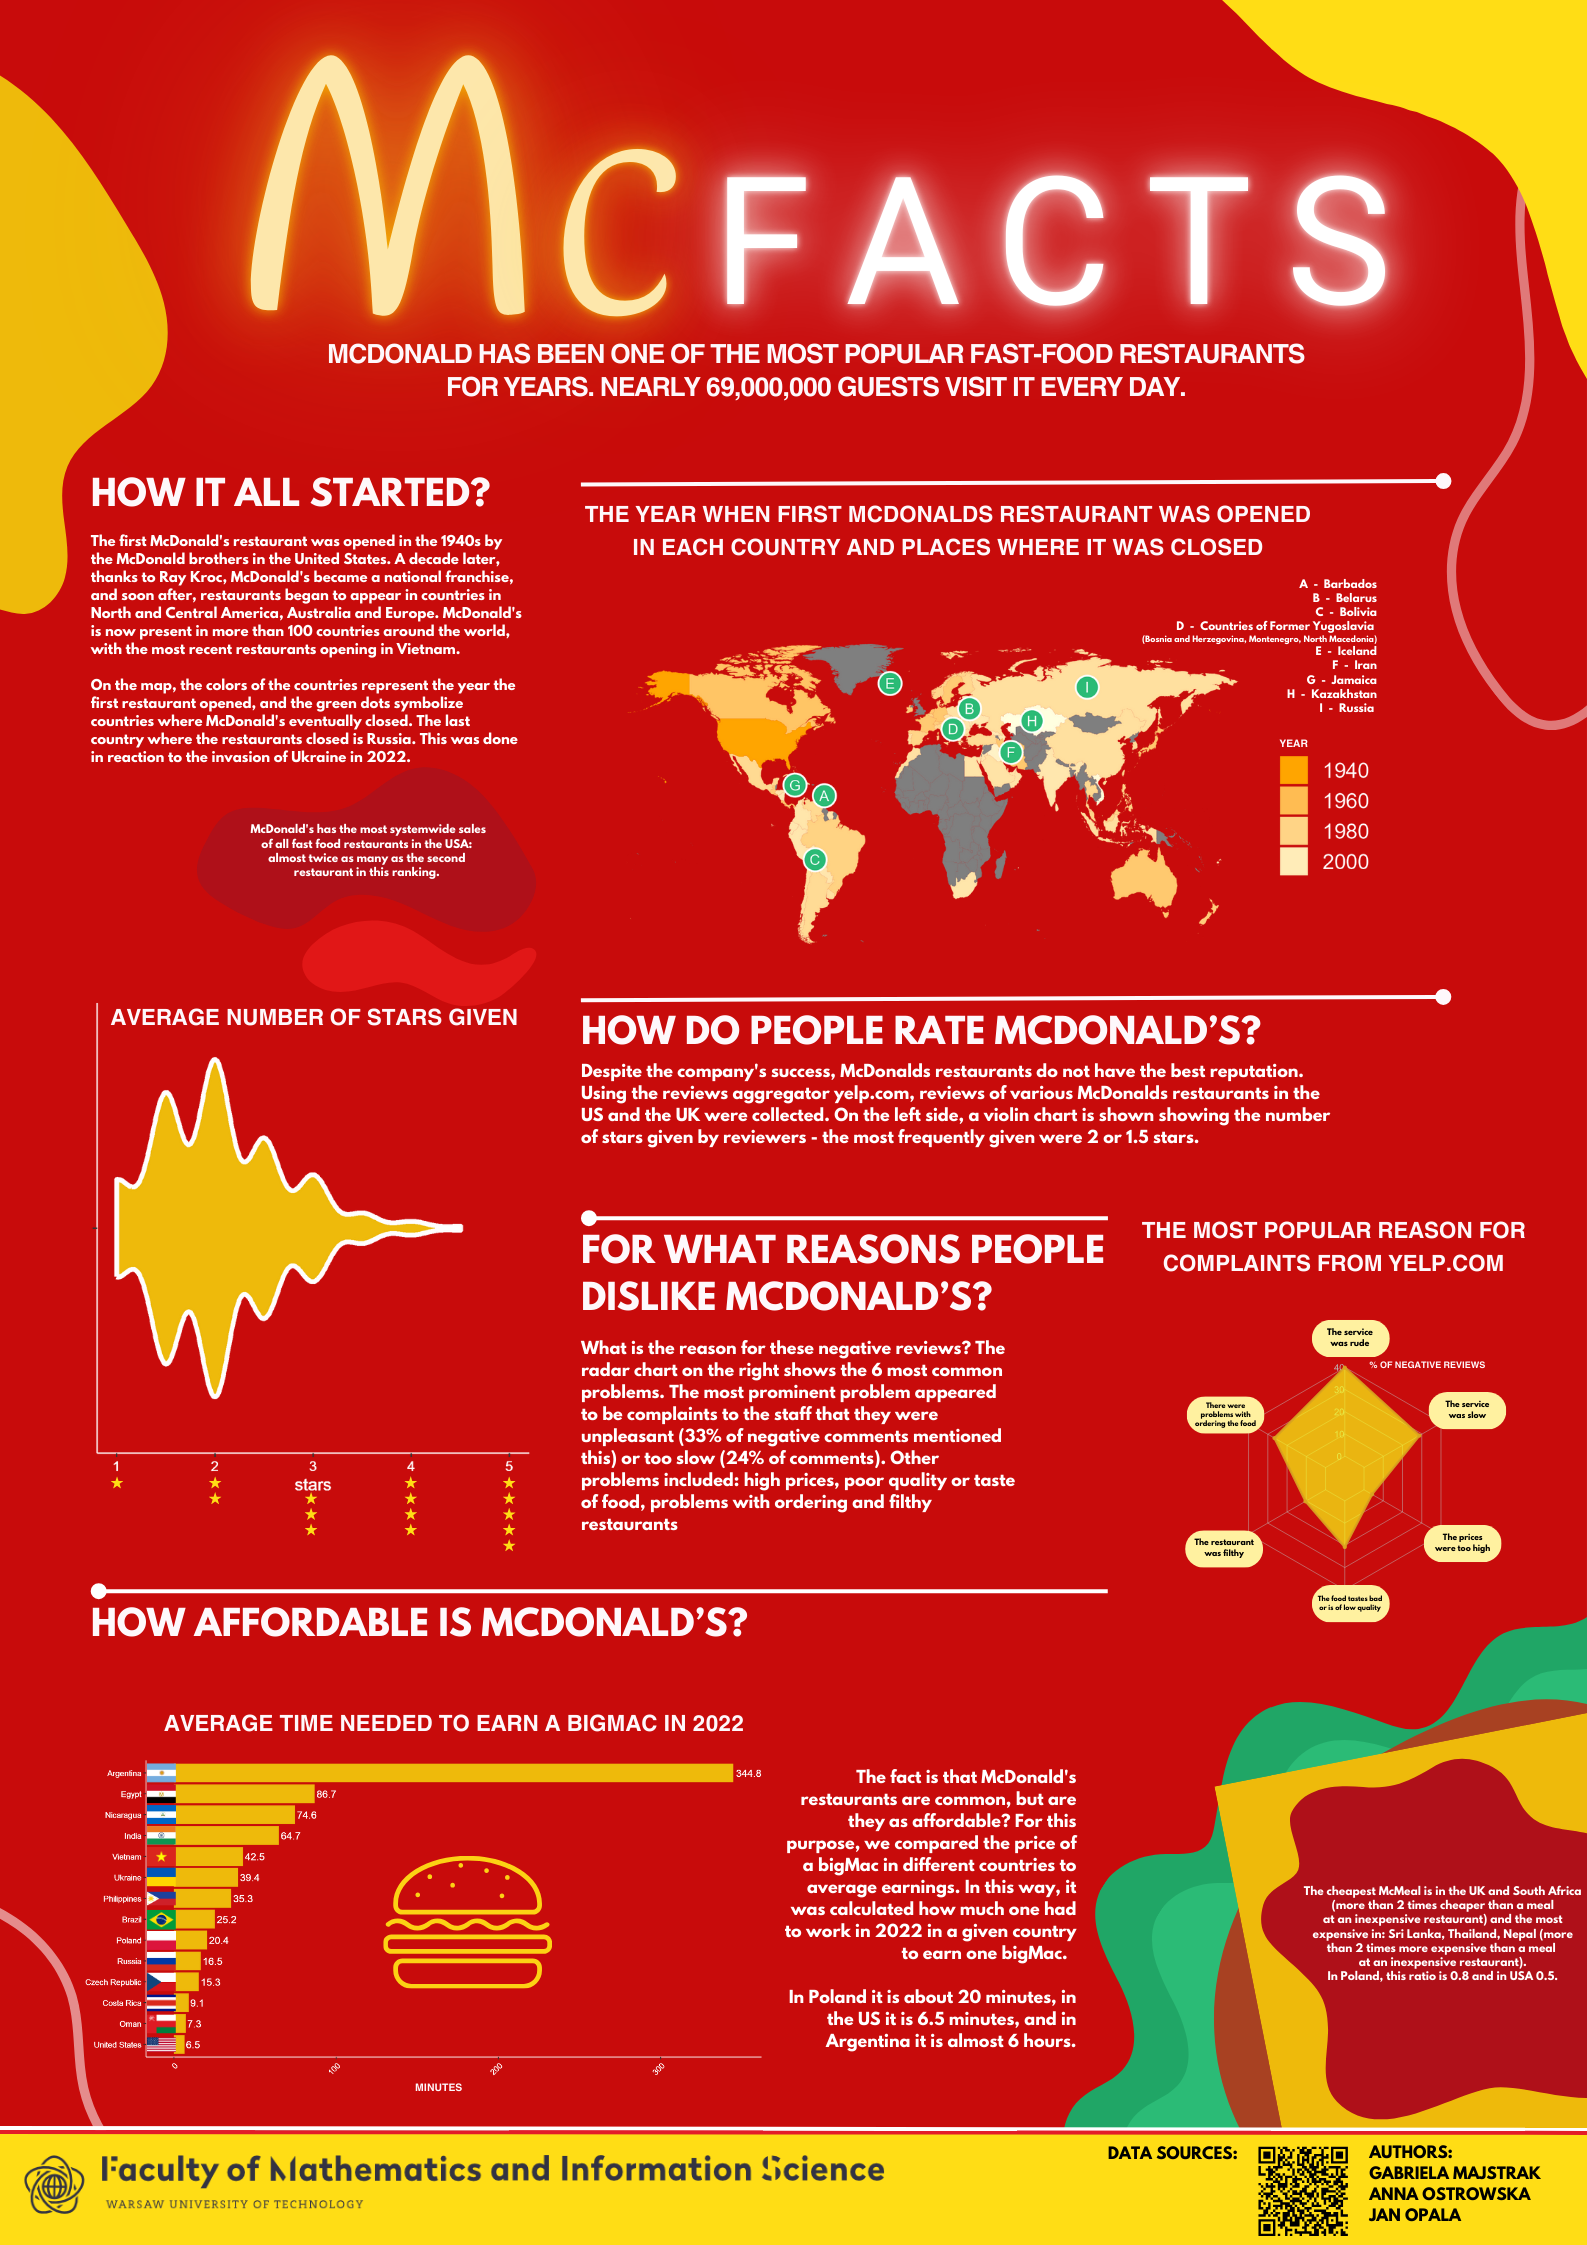 Mc FACTS
MCDONALD HAS BEEN ONE OF THE MOST POPULAR FAST-FOOD RESTAURANTS
FOR YEARS. NEARLY 69,000,000 GUESTS VISIT IT EVERY DAY.
HOW IT ALL STARTED?
The first McDonald's restaurant was opened in the 1940s by
the McDonald brothers in the United States. A decade later,
thanks to Ray Kroc, McDonald's became a national franchise,
and soon after, restaurants began to appear in countries in
North and Central America, Australia and Europe. McDonald's
is now present in more than 100 countries around the world,
with the most recent restaurants opening in Vietnam.
On the map, the colors of the countries represent the year the
first restaurant opened, and the green dots symbolize
countries where McDonald's eventually closed. The last
country where the restaurants closed is Russia. This was done
in reaction to the invasion of Ukraine in 2022.
McDonald's has the most systemwide sales
of all fast food restaurants in the USA:
almost twice as many as the second
restaurant in this ranking.
THE YEAR WHEN FIRST MCDONALDS RESTAURANT WAS OPENED
IN EACH COUNTRY AND PLACES WHERE IT WAS CLOSED
A - Barbados
B - Belarus
C - Bolivia
D - Countries of Former Yugoslavia
(Bosnia and Herzegovina, Montenegro, North Macedonia)
E - Iceland
F - Iran
G - Jamaica
H - Kazakhstan
I - Russia
E
I
B
H
D
F
G
A
C
YEAR
1940
1960
1980
2000
AVERAGE NUMBER OF STARS GIVEN
1
2
3
4
5
stars
HOW DO PEOPLE RATE MCDONALD'S?
Despite the company's success, McDonalds restaurants do not have the best reputation.
Using the reviews aggregator yelp.com, reviews of various McDonalds restaurants in the
US and the UK were collected. On the left side, a violin chart is shown showing the number
of stars given by reviewers - the most frequently given were 2 or 1.5 stars.
FOR WHAT REASONS PEOPLE
DISLIKE MCDONALD'S?
What is the reason for these negative reviews? The
radar chart on the right shows the 6 most common
problems. The most prominent problem appeared
to be complaints to the staff that they were
unpleasant (33% of negative comments mentioned
this) or too slow (24% of comments). Other
problems included: high prices, poor quality or taste
of food, problems with ordering and filthy
restaurants
THE MOST POPULAR REASON FOR
COMPLAINTS FROM YELP.COM
The service
was rude
40
% OF NEGATIVE REVIEWS
30
20
10
0
There were
problems with
ordering the food
The service
was slow
The restaurant
was filthy
The prices
were too high
The food tastes bad
or is of low quality
HOW AFFORDABLE IS MCDONALD'S?
AVERAGE TIME NEEDED TO EARN A BIGMAC IN 2022
Argentina 344.8
Egypt 86.7
Nicaragua 74.6
India 64.7
Vietnam 42.5
Ukraine 39.4
Philippines 35.3
Brazil 25.2
Poland 20.4
Russia 16.5
Czech Republic 15.3
Costa Rica 9.1
Oman 7.3
United States 6.5
0
100
200
300
MINUTES
The fact is that McDonald's
restaurants are common, but are
they as affordable? For this
purpose, we compared the price of
a bigMac in different countries to
average earnings. In this way, it
was calculated how much one had
to work in 2022 in a given country
to earn one bigMac.
In Poland it is about 20 minutes, in
the US it is 6.5 minutes, and in
Argentina it is almost 6 hours.
The cheapest McMeal is in the UK and South Africa
(more than 2 times cheaper than a meal
at an inexpensive restaurant) and the most
expensive in: Sri Lanka, Thailand, Nepal (more
than 2 times more expensive than a meal
at an inexpensive restaurant).
In Poland, this ratio is 0.8 and in USA 0.5.
Faculty of Mathematics and Information Science
WARSAW UNIVERSITY OF TECHNOLOGY
DATA SOURCES:
AUTHORS:
GABRIELA MAJSTRAK
ANNA OSTROWSKA
JAN OPALA